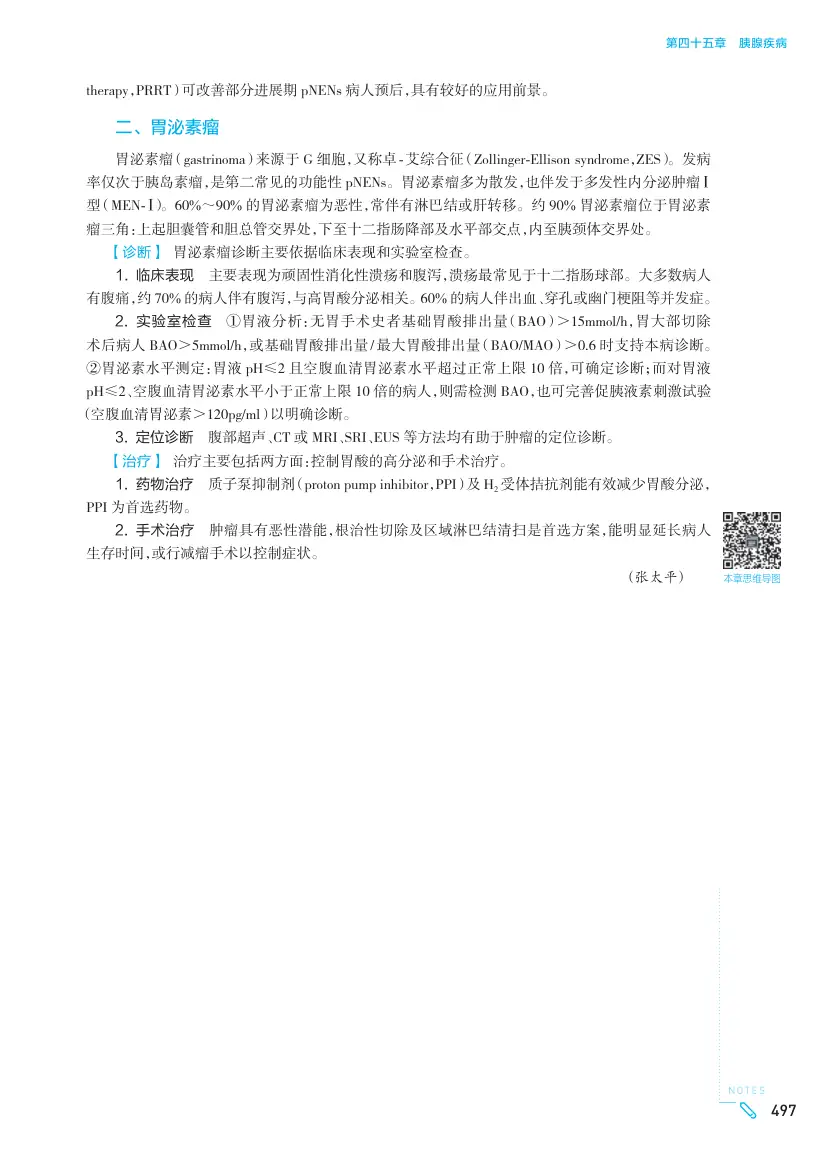 第四十五章　胰腺疾病
therapy,PRRT）可改善部分进展期 pNENs 病人预后,具有较好的应用前景。
二、胃泌素瘤
胃泌素瘤（gastrinoma）来源于 G 细胞,又称卓 - 艾综合征（Zollinger-Ellison syndrome,ZES）。发病
率仅次于胰岛素瘤,是第二常见的功能性 pNENs。胃泌素瘤多为散发,也伴发于多发性内分泌肿瘤Ⅰ
型（MEN-Ⅰ）。60%～90% 的胃泌素瘤为恶性,常伴有淋巴结或肝转移。约 90% 胃泌素瘤位于胃泌素
瘤三角:上起胆囊管和胆总管交界处,下至十二指肠降部及水平部交点,内至胰颈体交界处。
【诊断】 胃泌素瘤诊断主要依据临床表现和实验室检查。
1. 临床表现　主要表现为顽固性消化性溃疡和腹泻,溃疡最常见于十二指肠球部。大多数病人
有腹痛,约 70% 的病人伴有腹泻,与高胃酸分泌相关。60% 的病人伴出血、穿孔或幽门梗阻等并发症。
2. 实验室检查　①胃液分析:无胃手术史者基础胃酸排出量（BAO）＞15mmol/h,胃大部切除
术后病人 BAO＞5mmol/h,或基础胃酸排出量/最大胃酸排出量（BAO/MAO）＞0.6 时支持本病诊断。
②胃泌素水平测定:胃液 pH≤2 且空腹血清胃泌素水平超过正常上限 10 倍,可确定诊断;而对胃液
pH≤2、空腹血清胃泌素水平小于正常上限 10 倍的病人,则需检测 BAO,也可完善促胰液素刺激试验
（空腹血清胃泌素＞120pg/ml）以明确诊断。
3. 定位诊断　腹部超声、CT 或 MRI、SRI、EUS 等方法均有助于肿瘤的定位诊断。
【治疗】 治疗主要包括两方面:控制胃酸的高分泌和手术治疗。
1. 药物治疗　质子泵抑制剂（proton pump inhibitor,PPI）及 H₂ 受体拮抗剂能有效减少胃酸分泌,
PPI 为首选药物。
2. 手术治疗　肿瘤具有恶性潜能,根治性切除及区域淋巴结清扫是首选方案,能明显延长病人
生存时间,或行减瘤手术以控制症状。
（张太平）
本章思维导图
NOTES
497